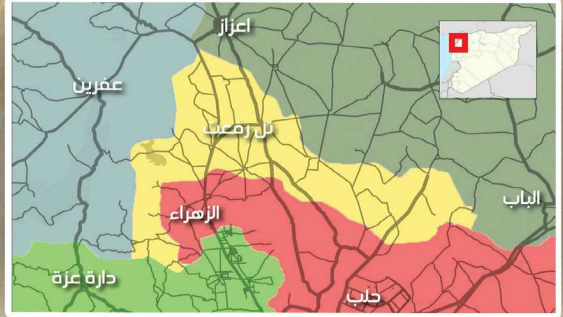 اعزاز
عفرين
تل رفعت
الباب
الزهراء
دارة عزة
حلب